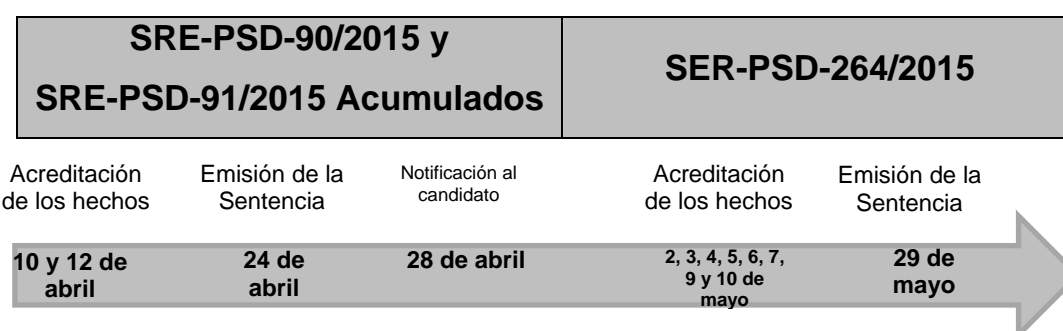 SRE-PSD-90/2015 y
SRE-PSD-91/2015 Acumulados
SER-PSD-264/2015
Acreditación
de los hechos
Emisión de la
Sentencia
Notificación al
candidato
Acreditación
de los hechos
Emisión de la
Sentencia
10 y 12 de
abril
24 de
abril
28 de abril
2, 3, 4, 5, 6, 7,
9 y 10 de
mayo
29 de
mayo